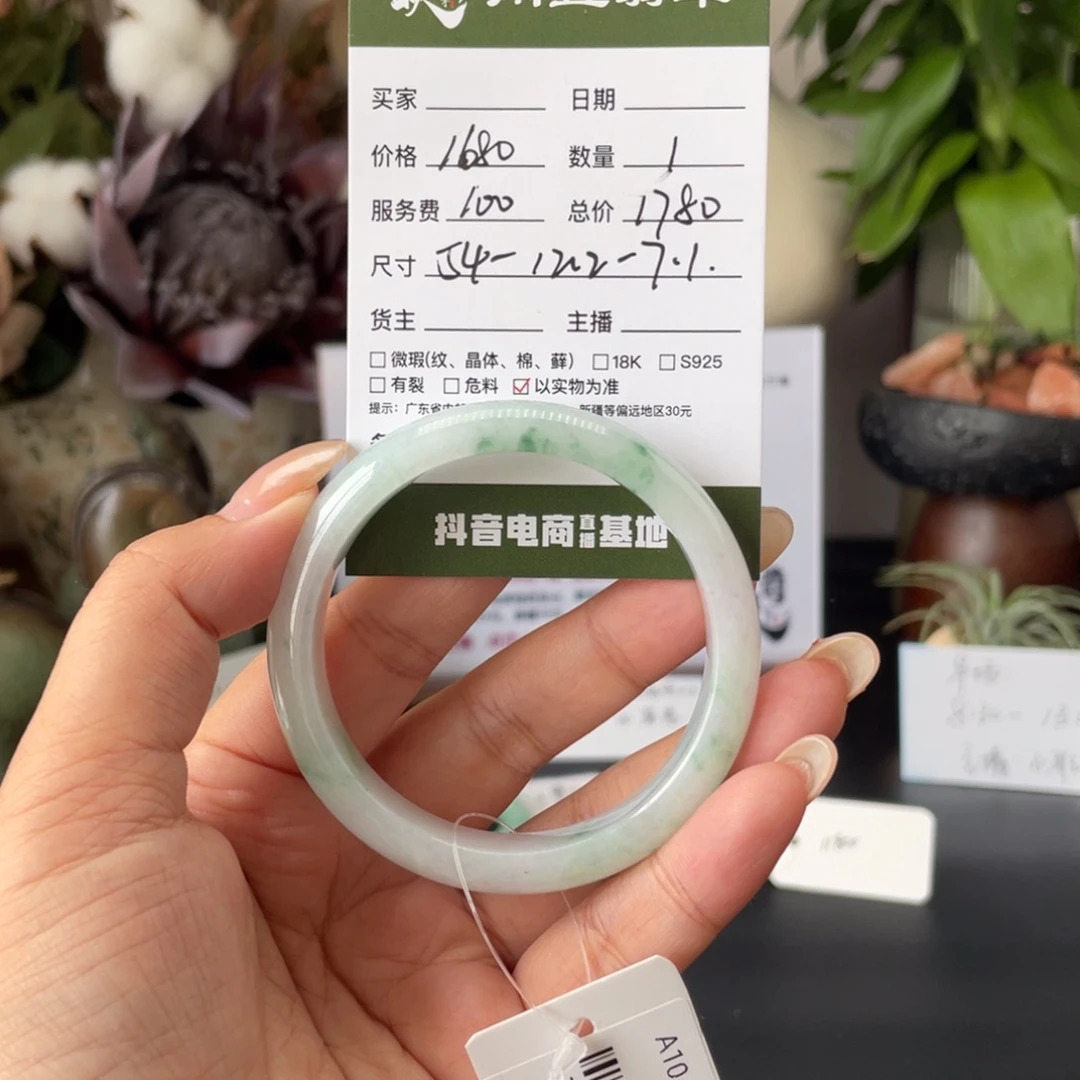 买家 日期
价格 1680 数量 1
服务费 100 总价 1780
尺寸 54-12.2-7.1.
货主 主播
微瑕(纹、晶体、棉、藓) 18K S925
有裂 危料 以实物为准
提示: 广东省内 新疆等偏远地区30元
抖音电商直播基地
180
A10